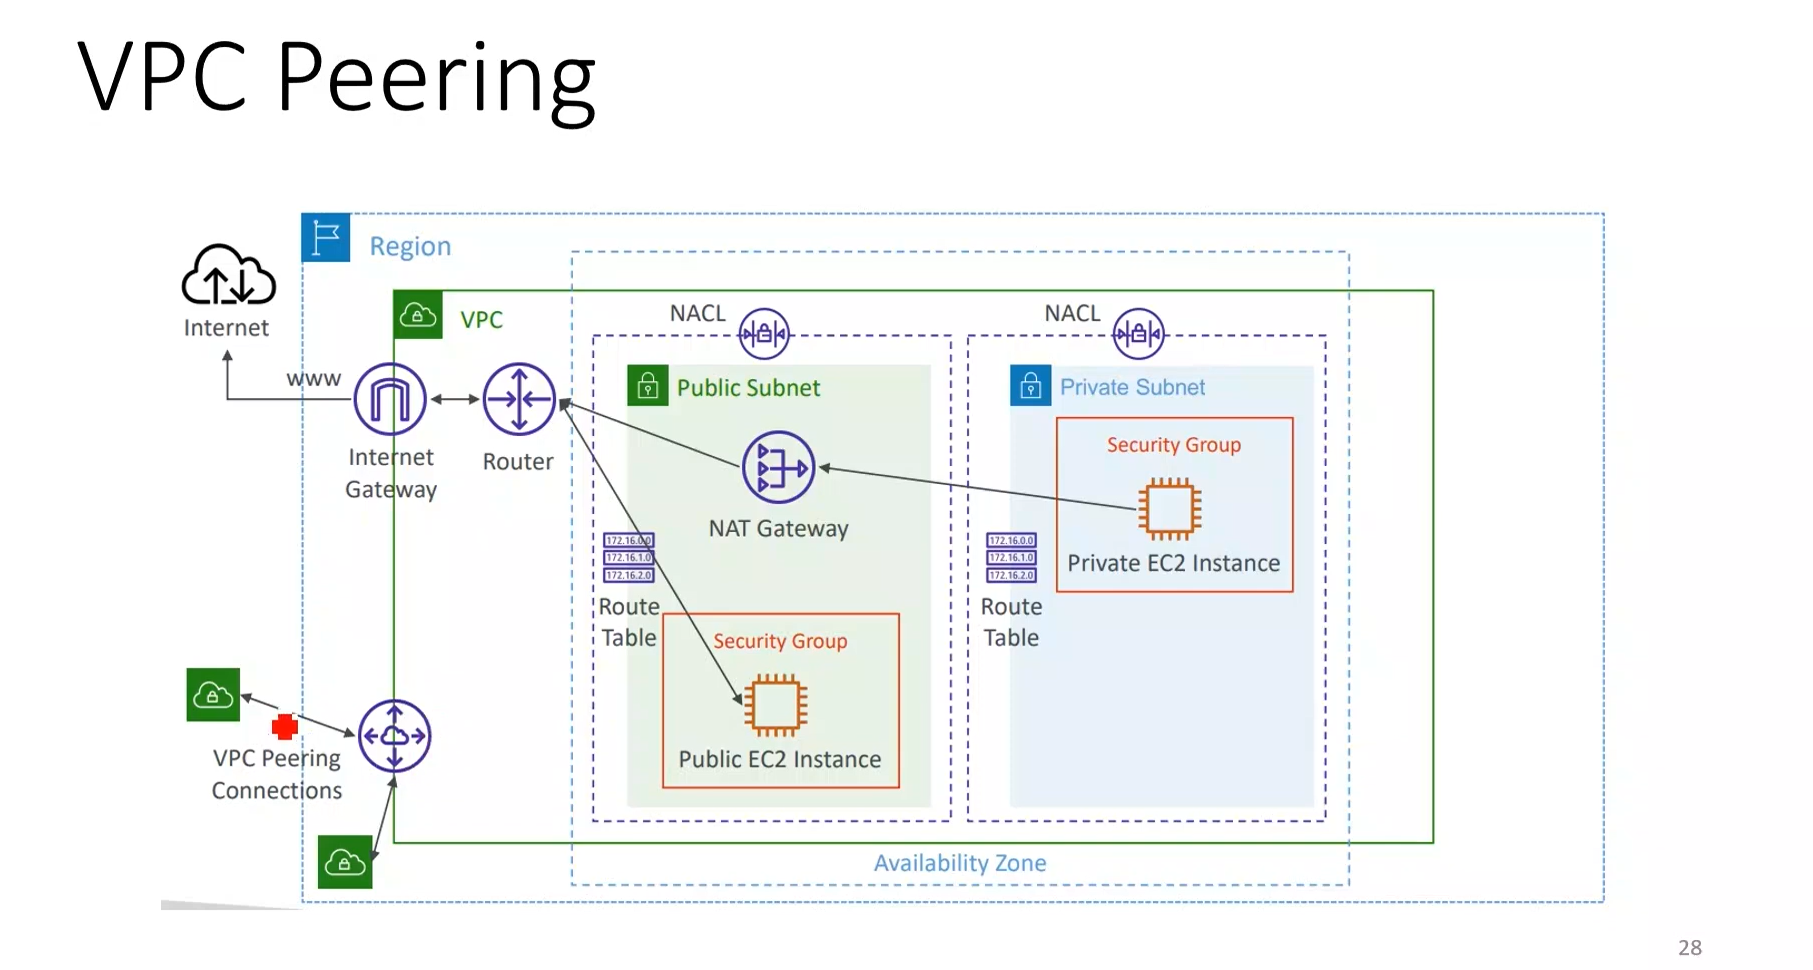 VPC Peering
Region
Internet
VPC
NACL
NACL
www
Public Subnet
Private Subnet
Security Group
Internet
Gateway
Router
NAT Gateway
172.16.0.0
172.16.1.0
172.16.2.0
172.16.0.0
172.16.1.0
172.16.2.0
Private EC2 Instance
Route
Table
Route
Table
Security Group
Public EC2 Instance
VPC Peering
Connections
Availability Zone
28